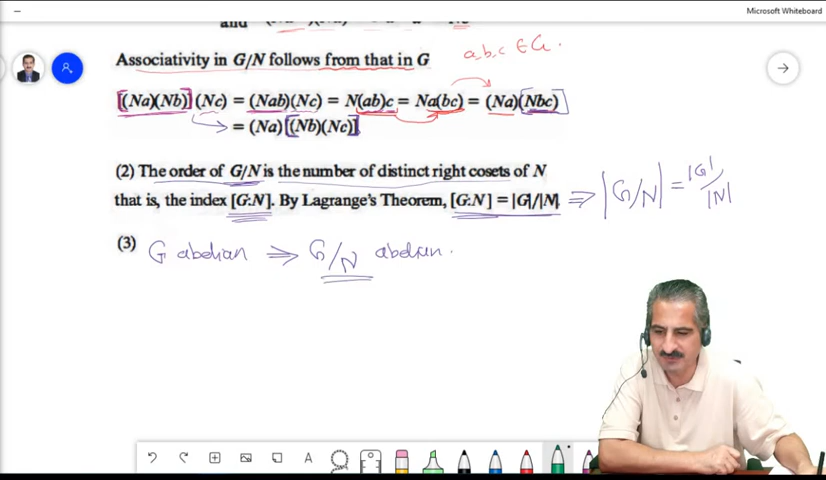 Microsoft Whiteboard
and
Associativity in G/N follows from that in G
a,b,c ∈ G.
[(Na)(Nb)](Nc) = (Nab)(Nc) = N(ab)c = Na(bc) = (Na)(Nbc)
= (Na)[(Nb)(Nc)]
(2) The order of G/N is the number of distinct right cosets of N
that is, the index [G:N]. By Lagrange's Theorem, [G:N] = |G|/|N| ⇒ |G/N| = |G|/|N|
(3) G abelian ⇒ G/N abelian.